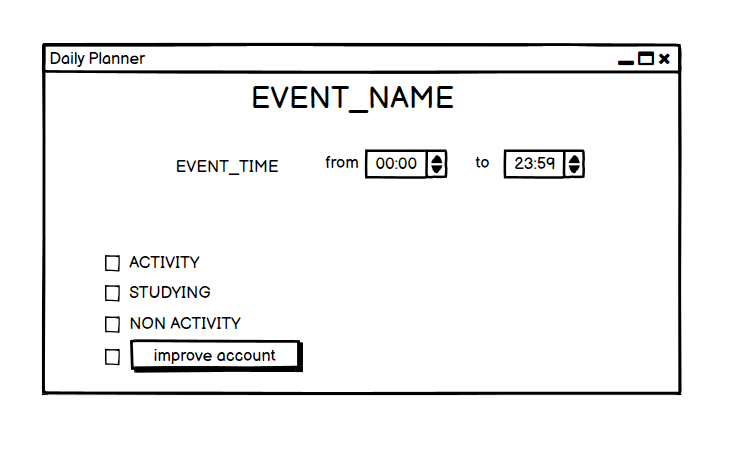 Daily Planner
EVENT_NAME
EVENT_TIME from 00:00 to 23:59
ACTIVITY
STUDYING
NON ACTIVITY
improve account